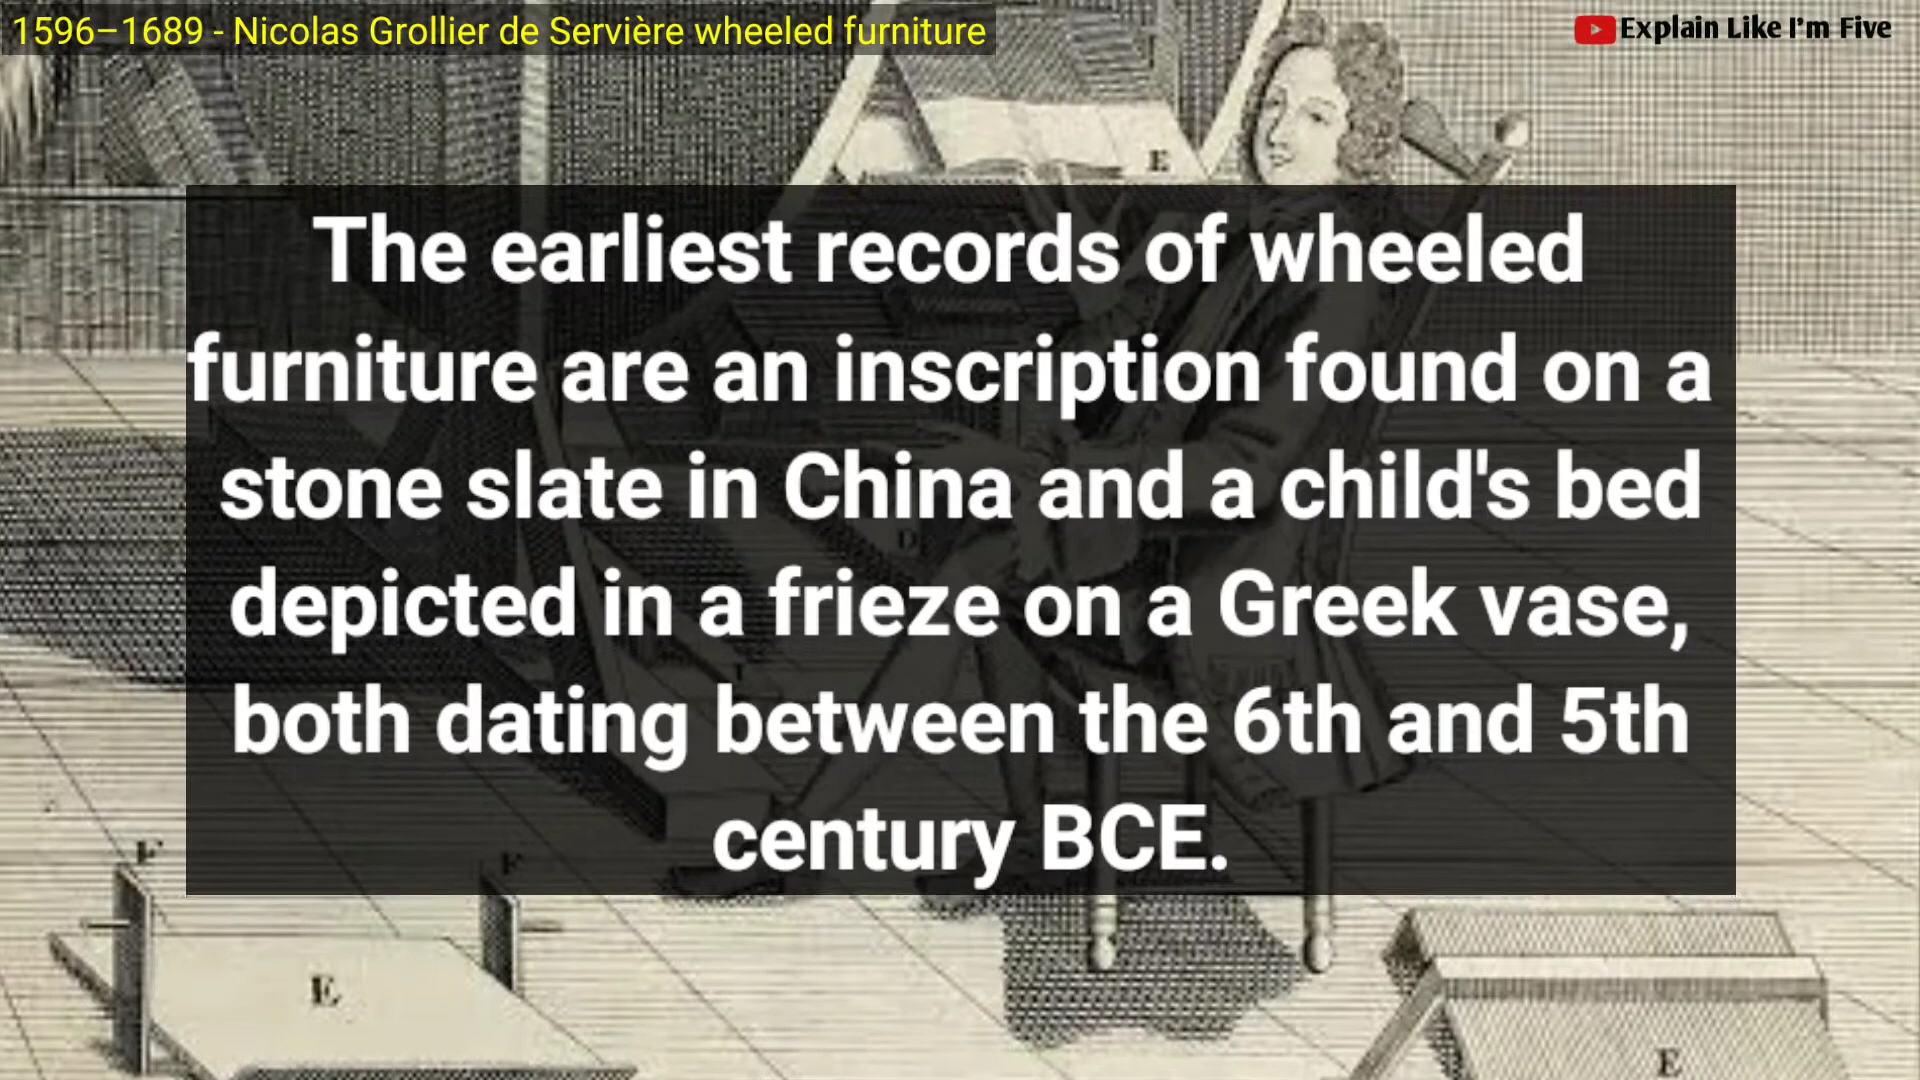 1596–1689 - Nicolas Grollier de Servière wheeled furniture
Explain Like I'm Five
E
The earliest records of wheeled
furniture are an inscription found on a
stone slate in China and a child's bed
depicted in a frieze on a Greek vase,
both dating between the 6th and 5th
century BCE.
D
F
F
E
E